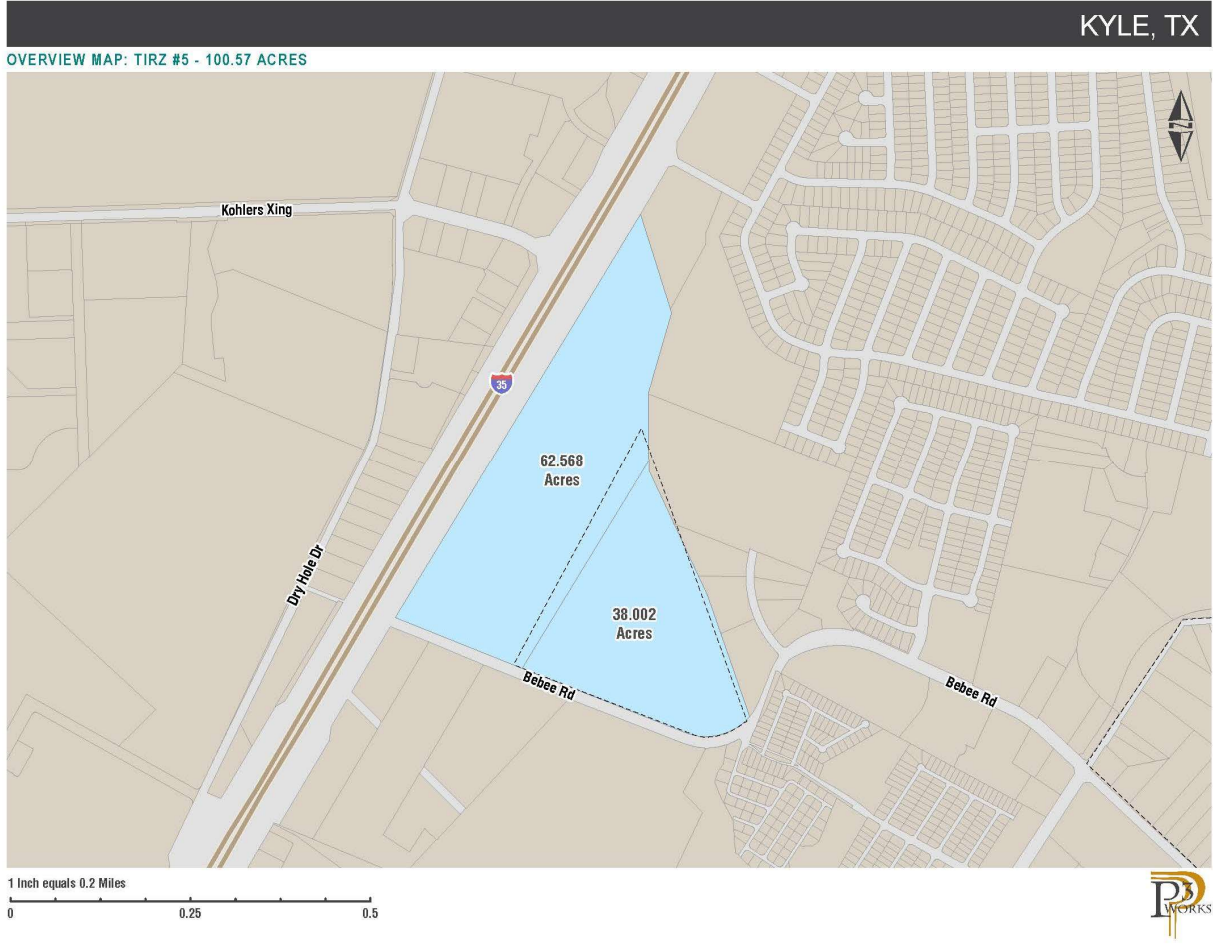 KYLE, TX
OVERVIEW MAP: TIRZ #5 - 100.57 ACRES
N
Kohlers Xing
35
62.568
Acres
Dry Hole Dr
38.002
Acres
Bebee Rd
Bebee Rd
1 Inch equals 0.2 Miles
0 0.25 0.5
P3
WORKS